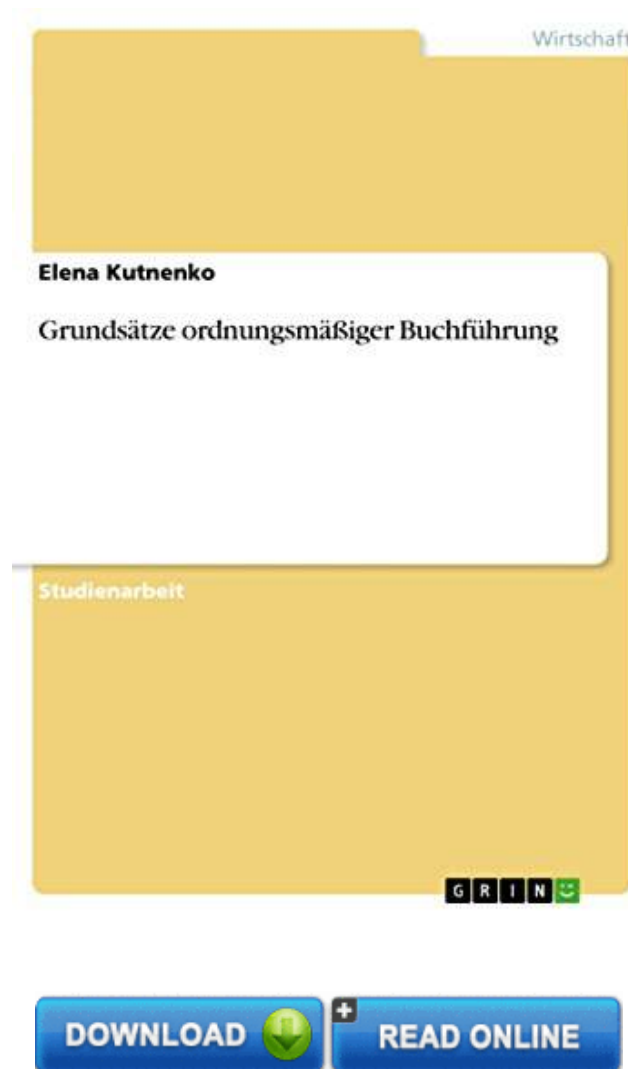 Wirtschaft
Elena Kutnenko
Grundsätze ordnungsmäßiger Buchführung
Studienarbeit
GRIN
DOWNLOAD
READ ONLINE